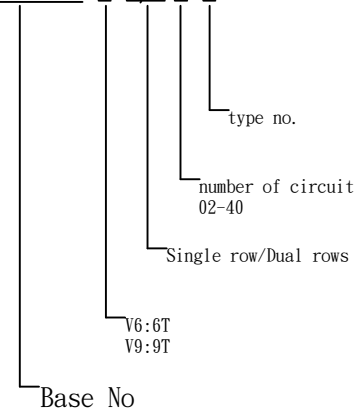 type no.
number of circuit
02-40
Single row/Dual rows
V6:6T
V9:9T
Base No